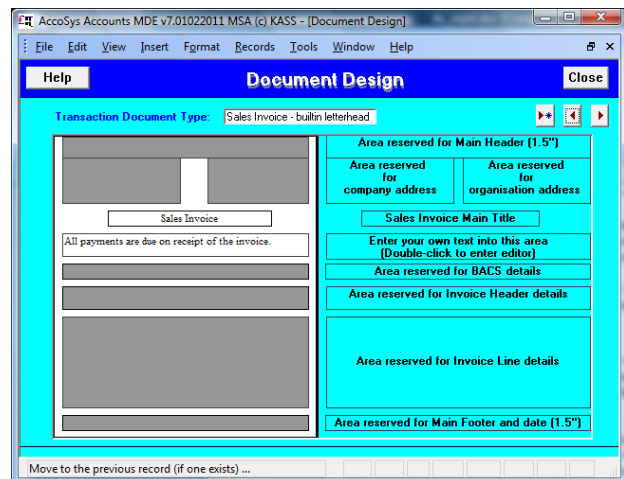 AccoSys Accounts MDE v7.01022011 MSA (c) KASS - [Document Design]
File Edit View Insert Format Records Tools Window Help
Help Document Design Close
Transaction Document Type: Sales Invoice - builtin letterhead
Area reserved for Main Header (1.5")
Area reserved
for
company address
Area reserved
for
organisation address
Sales Invoice
Sales Invoice Main Title
All payments are due on receipt of the invoice.
Enter your own text into this area
(Double-click to enter editor)
Area reserved for BACS details
Area reserved for Invoice Header details
Area reserved for Invoice Line details
Area reserved for Main Footer and date (1.5")
Move to the previous record (if one exists) ...